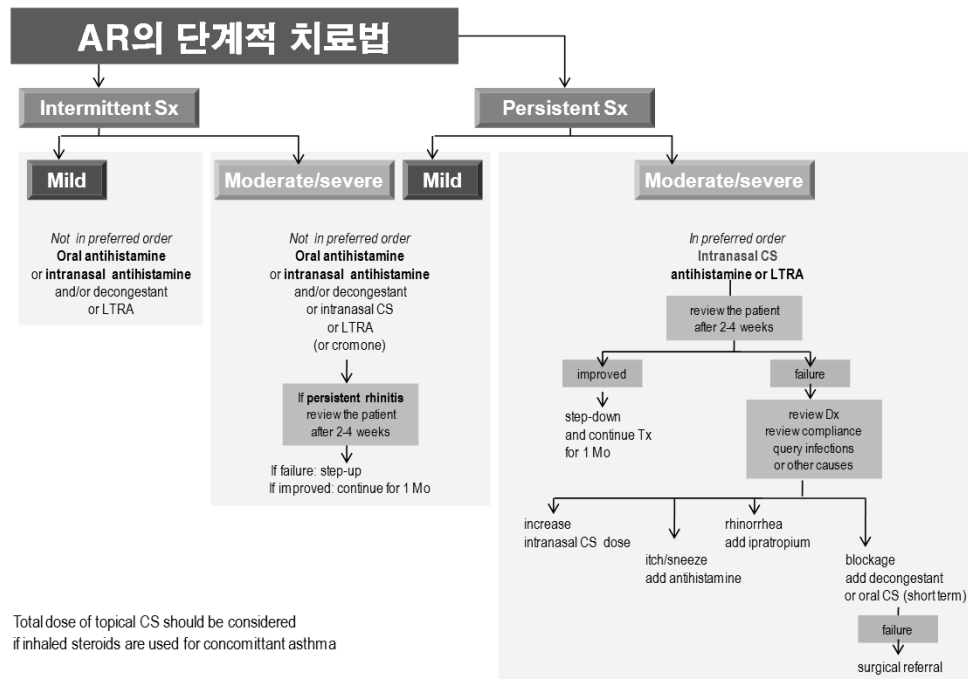 AR의 단계적 치료법
Intermittent Sx
Persistent Sx
Mild
Moderate/severe
Mild
Moderate/severe
Not in preferred order
Oral antihistamine
or intranasal antihistamine
and/or decongestant
or LTRA
Not in preferred order
Oral antihistamine
or intranasal antihistamine
and/or decongestant
or intranasal CS
or LTRA
(or cromone)
If persistent rhinitis
review the patient
after 2-4 weeks
If failure: step-up
If improved: continue for 1 Mo
In preferred order
Intranasal CS
antihistamine or LTRA
review the patient
after 2-4 weeks
improved
failure
step-down
and continue Tx
for 1 Mo
review Dx
review compliance
query infections
or other causes
increase
intranasal CS dose
itch/sneeze
add antihistamine
rhinorrhea
add ipratropium
blockage
add decongestant
or oral CS (short term)
failure
surgical referral
Total dose of topical CS should be considered
if inhaled steroids are used for concomittant asthma